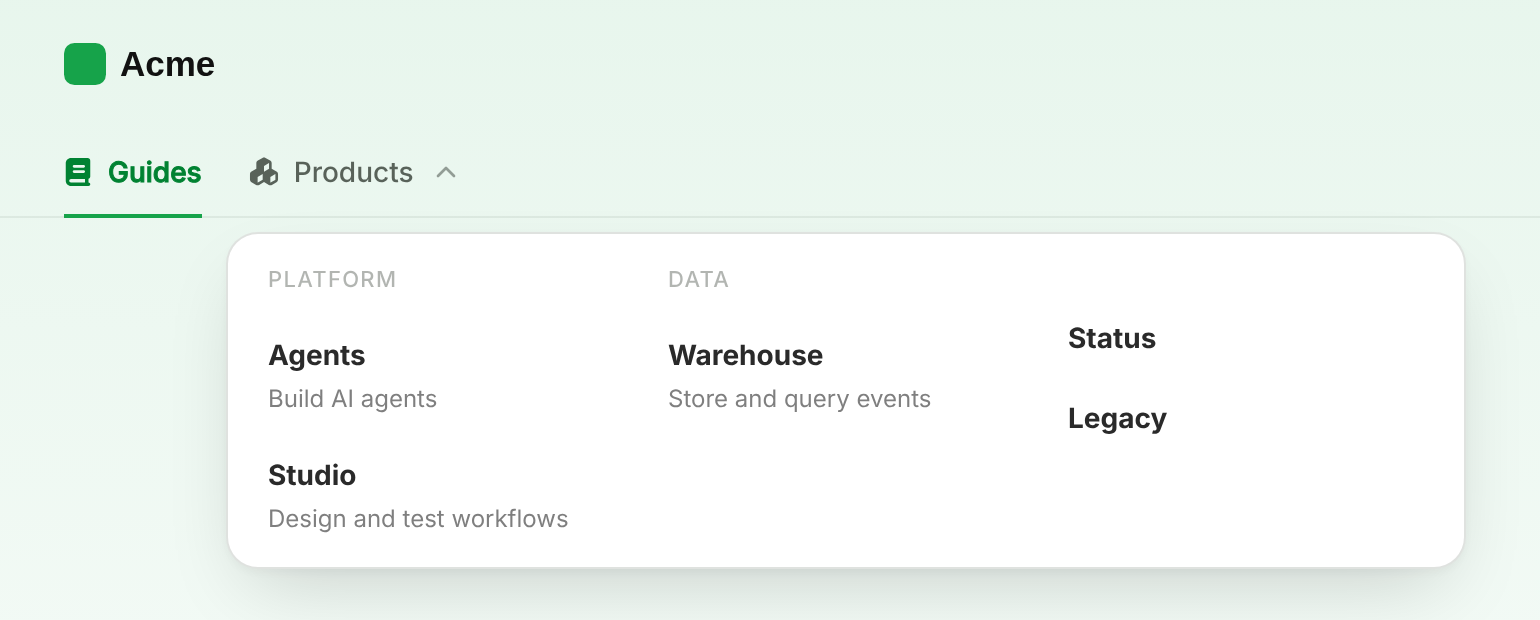 Acme
Guides
Products
PLATFORM
Agents
Build AI agents
Studio
Design and test workflows
DATA
Warehouse
Store and query events
Status
Legacy